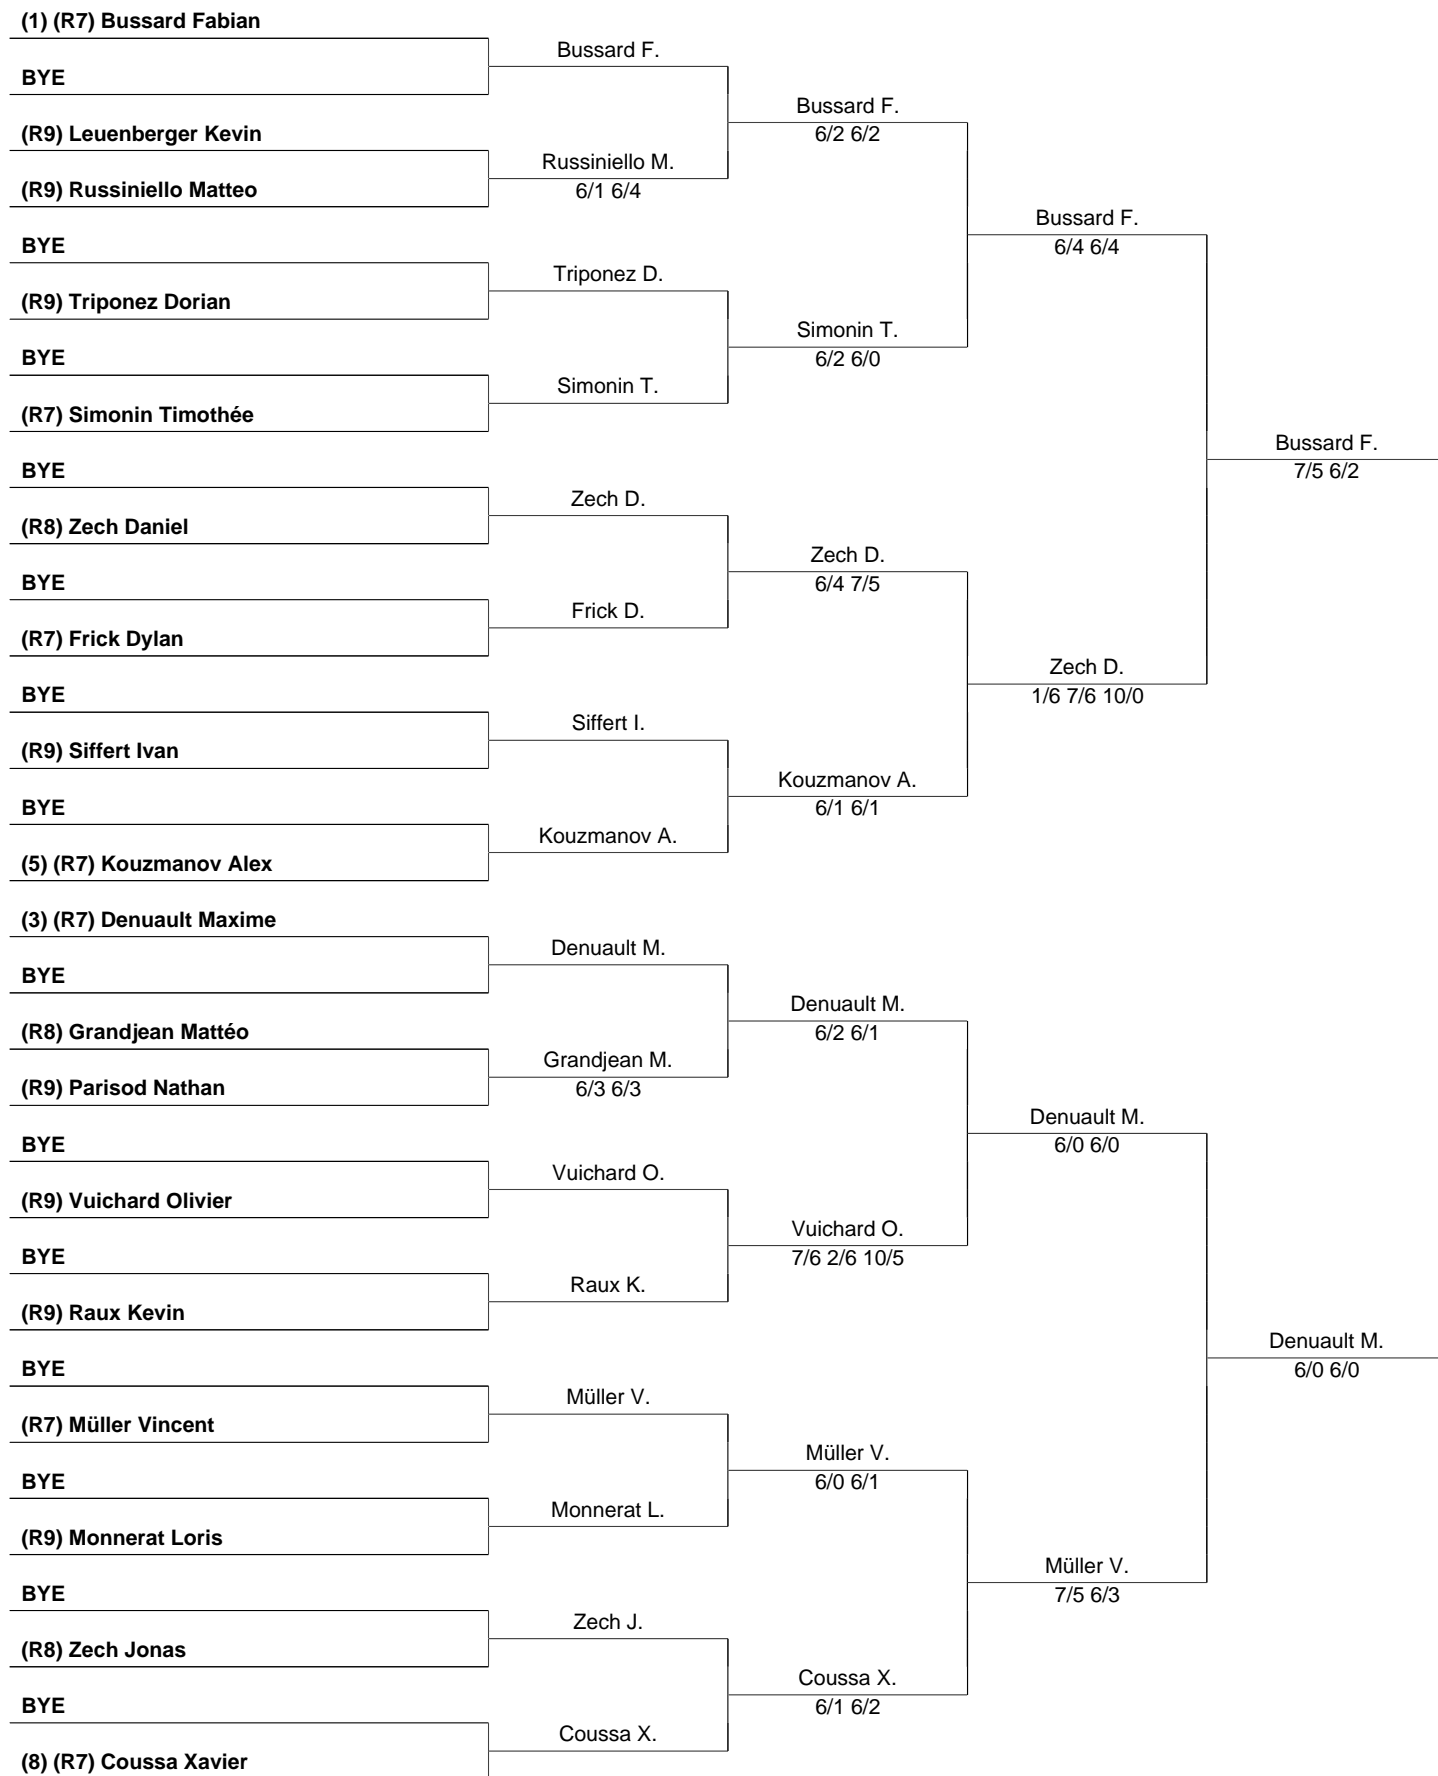 (1) (R7) Bussard Fabian
Bussard F.
BYE
Bussard F.
6/2 6/2
(R9) Leuenberger Kevin
Russiniello M.
6/1 6/4
(R9) Russiniello Matteo
Bussard F.
6/4 6/4
BYE
Triponez D.
(R9) Triponez Dorian
Simonin T.
6/2 6/0
BYE
Simonin T.
(R7) Simonin Timothée
Bussard F.
7/5 6/2
BYE
Zech D.
(R8) Zech Daniel
Zech D.
6/4 7/5
BYE
Frick D.
(R7) Frick Dylan
Zech D.
1/6 7/6 10/0
BYE
Siffert I.
(R9) Siffert Ivan
Kouzmanov A.
6/1 6/1
BYE
Kouzmanov A.
(5) (R7) Kouzmanov Alex
(3) (R7) Denuault Maxime
Denuault M.
BYE
Denuault M.
6/2 6/1
(R8) Grandjean Mattéo
Grandjean M.
6/3 6/3
(R9) Parisod Nathan
Denuault M.
6/0 6/0
BYE
Vuichard O.
(R9) Vuichard Olivier
Vuichard O.
7/6 2/6 10/5
BYE
Raux K.
(R9) Raux Kevin
Denuault M.
6/0 6/0
BYE
Müller V.
(R7) Müller Vincent
Müller V.
6/0 6/1
BYE
Monnerat L.
(R9) Monnerat Loris
Müller V.
7/5 6/3
BYE
Zech J.
(R8) Zech Jonas
Coussa X.
6/1 6/2
BYE
Coussa X.
(8) (R7) Coussa Xavier